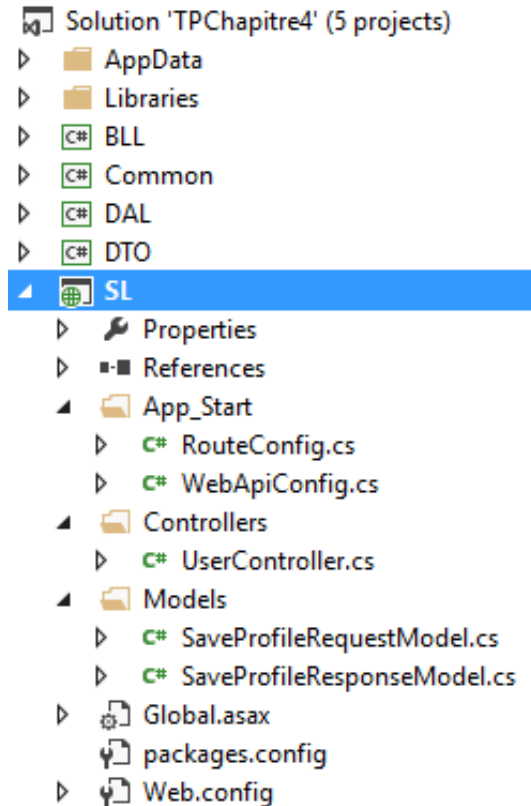 Solution 'TPChapitre4' (5 projects)
AppData
Libraries
C# BLL
C# Common
C# DAL
C# DTO
SL
Properties
References
App_Start
C# RouteConfig.cs
C# WebApiConfig.cs
Controllers
C# UserController.cs
Models
C# SaveProfileRequestModel.cs
C# SaveProfileResponseModel.cs
Global.asax
packages.config
Web.config